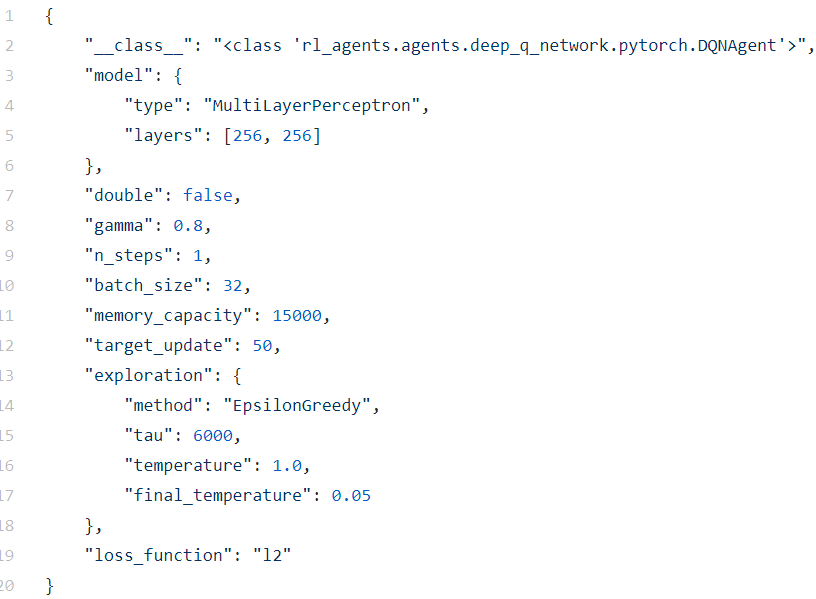 1 {
2 "__class__": "<class 'rl_agents.agents.deep_q_network.pytorch.DQNAgent'>",
3 "model": {
4 "type": "MultiLayerPerceptron",
5 "layers": [256, 256]
6 },
7 "double": false,
8 "gamma": 0.8,
9 "n_steps": 1,
10 "batch_size": 32,
11 "memory_capacity": 15000,
12 "target_update": 50,
13 "exploration": {
14 "method": "EpsilonGreedy",
15 "tau": 6000,
16 "temperature": 1.0,
17 "final_temperature": 0.05
18 },
19 "loss_function": "l2"
20 }